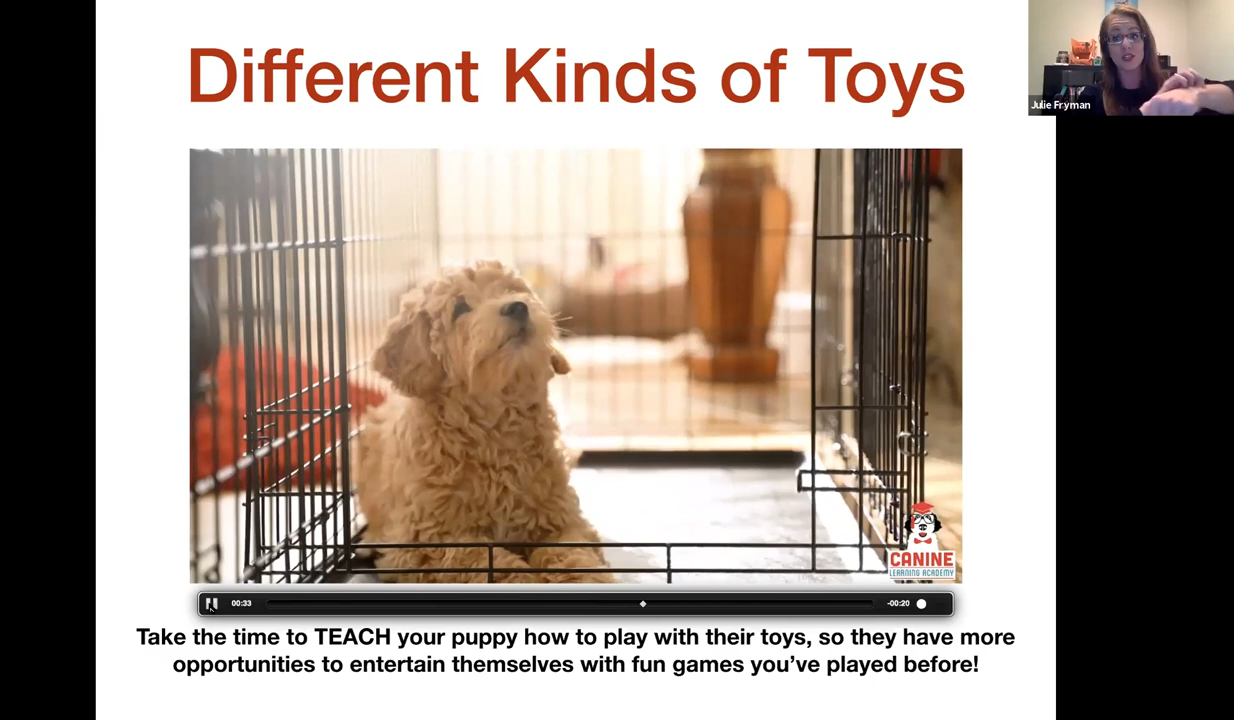 Different Kinds of Toys
Julie Fryman
CANINE
LEARNING ACADEMY
00:33
-00:20
Take the time to TEACH your puppy how to play with their toys, so they have more
opportunities to entertain themselves with fun games you've played before!